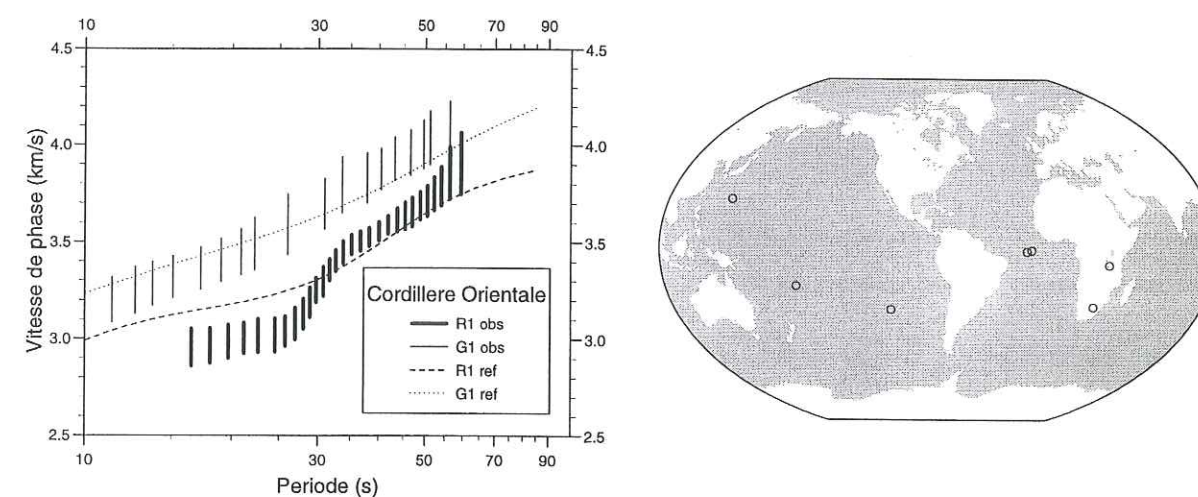 10 30 50 70 90
4.5 4.5
4.0 4.0
3.5 3.5
3.0 3.0
2.5 2.5
Vitesse de phase (km/s)
Cordillere Orientale
R1 obs
G1 obs
R1 ref
G1 ref
10 30 50 70 90
Periode (s)